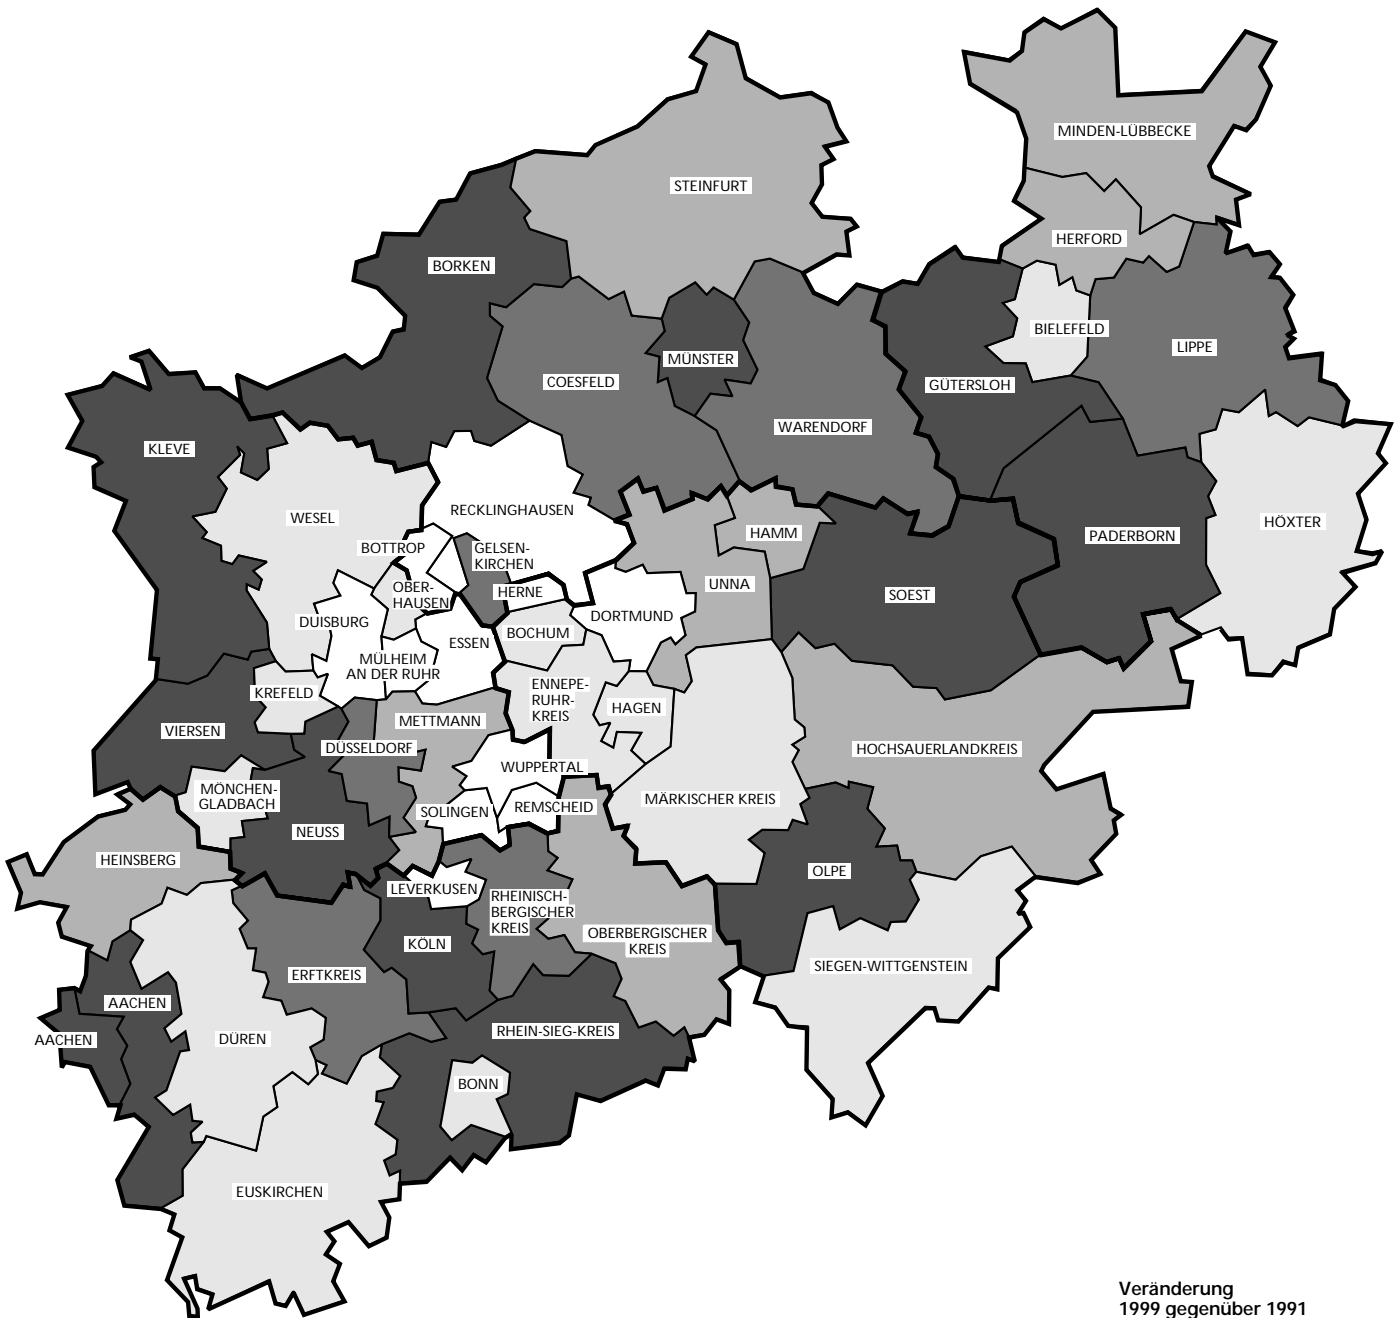 MINDEN-LÜBBECKE
STEINFURT
HERFORD
BORKEN
BIELEFELD
LIPPE
MÜNSTER
COESFELD
GÜTERSLOH
WARENDORF
KLEVE
RECKLINGHAUSEN
WESEL
HÖXTER
HAMM
PADERBORN
BOTTROP
GELSEN-
KIRCHEN
UNNA
OBER-
HAUSEN
HERNE
SOEST
DUISBURG
DORTMUND
BOCHUM
ESSEN
MÜLHEIM
AN DER RUHR
KREFELD
ENNEPE-
RUHR-
KREIS
HAGEN
METTMANN
VIERSEN
DÜSSELDORF
HOCHSAUERLANDKREIS
WUPPERTAL
MÖNCHEN-
GLADBACH
MÄRKISCHER KREIS
REMSCHEID
SOLINGEN
NEUSS
HEINSBERG
OLPE
LEVERKUSEN
RHEINISCH-
BERGISCHER
KREIS
OBERBERGISCHER
KREIS
KÖLN
SIEGEN-WITTGENSTEIN
ERFTKREIS
AACHEN
RHEIN-SIEG-KREIS
AACHEN
DÜREN
BONN
EUSKIRCHEN
Veränderung
1999 gegenüber 1991